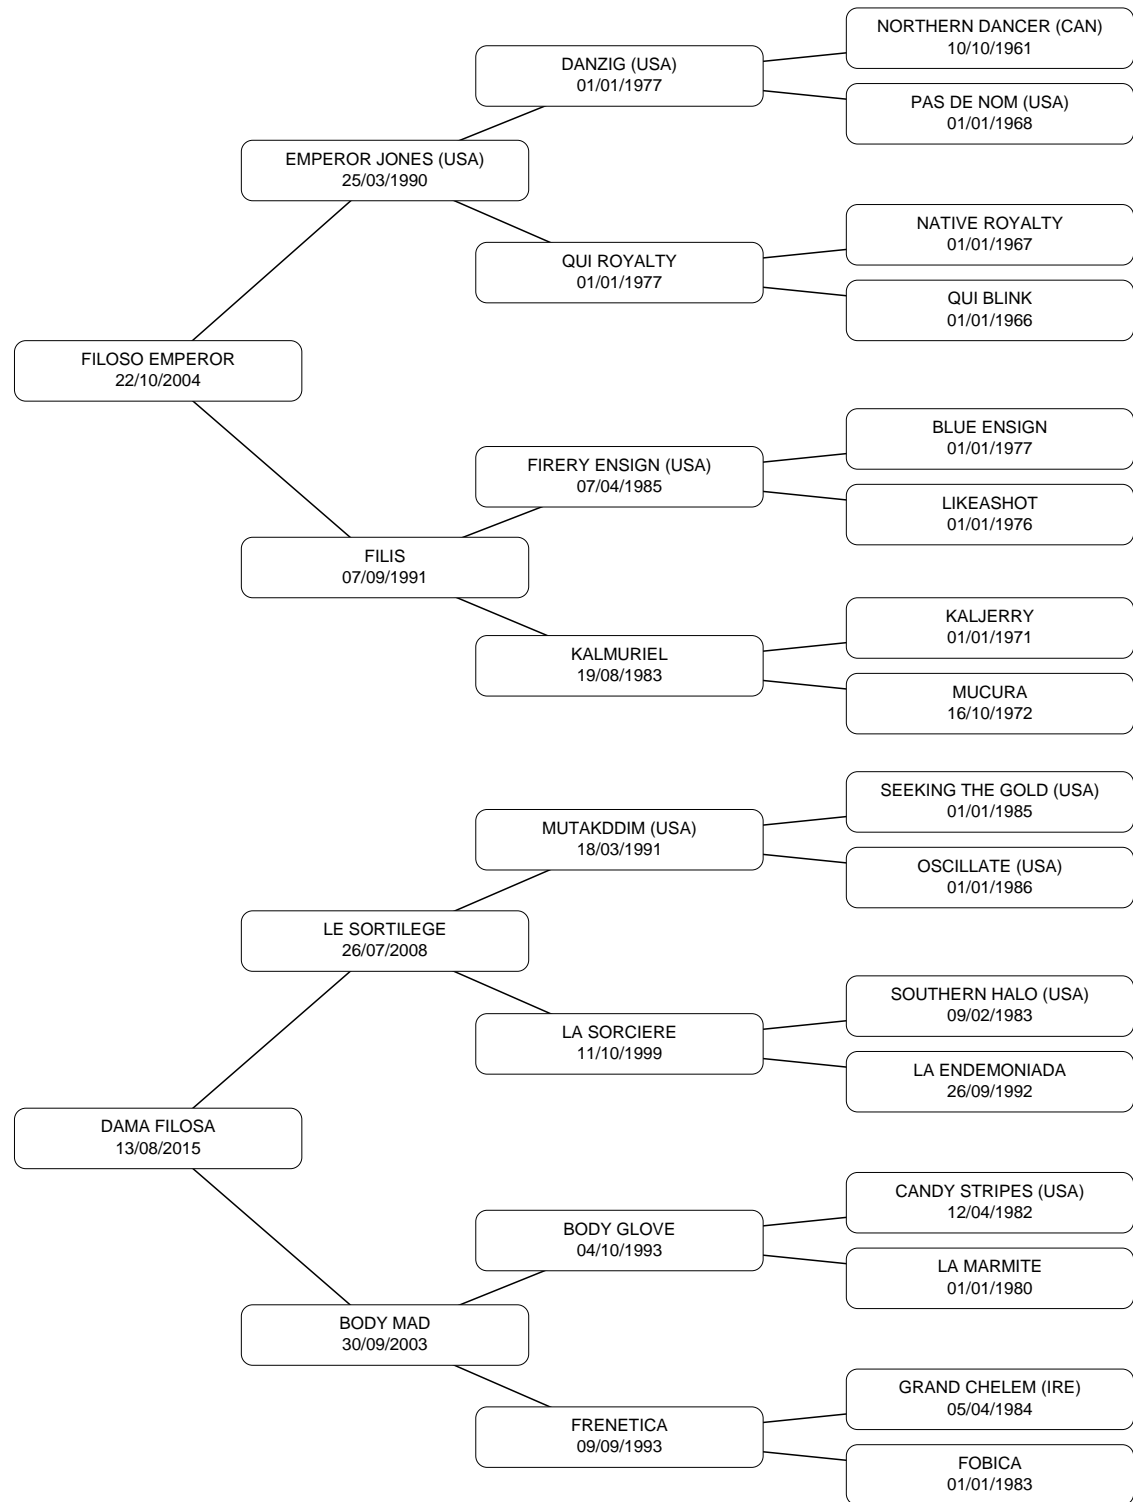 NORTHERN DANCER (CAN)
10/10/1961
DANZIG (USA)
01/01/1977
PAS DE NOM (USA)
01/01/1968
EMPEROR JONES (USA)
25/03/1990
NATIVE ROYALTY
01/01/1967
QUI ROYALTY
01/01/1977
QUI BLINK
01/01/1966
FILOSO EMPEROR
22/10/2004
BLUE ENSIGN
01/01/1977
FIRERY ENSIGN (USA)
07/04/1985
LIKEASHOT
01/01/1976
FILIS
07/09/1991
KALJERRY
01/01/1971
KALMURIEL
19/08/1983
MUCURA
16/10/1972
SEEKING THE GOLD (USA)
01/01/1985
MUTAKDDIM (USA)
18/03/1991
OSCILLATE (USA)
01/01/1986
LE SORTILEGE
26/07/2008
SOUTHERN HALO (USA)
09/02/1983
LA SORCIERE
11/10/1999
LA ENDEMONIADA
26/09/1992
DAMA FILOSA
13/08/2015
CANDY STRIPES (USA)
12/04/1982
BODY GLOVE
04/10/1993
LA MARMITE
01/01/1980
BODY MAD
30/09/2003
GRAND CHELEM (IRE)
05/04/1984
FRENETICA
09/09/1993
FOBICA
01/01/1983